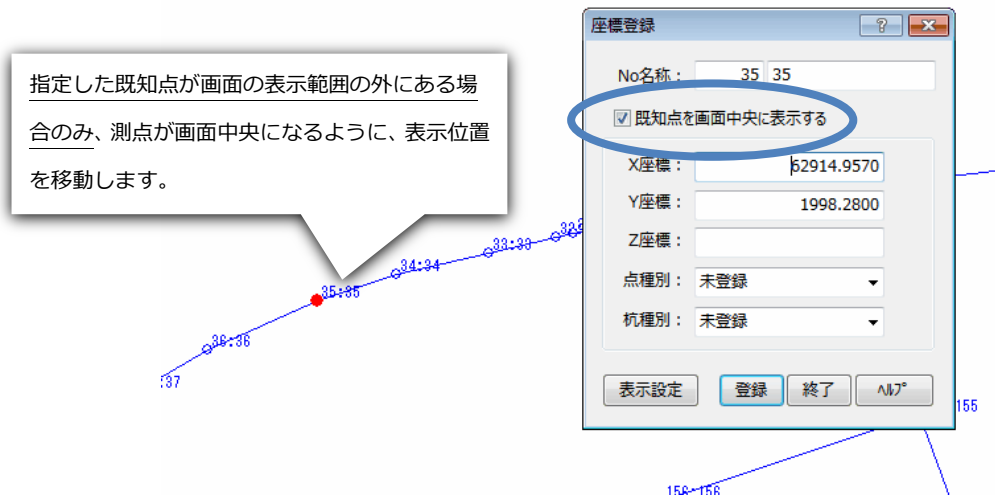 座標登録
No名称： 35 35
既知点を画面中央に表示する
X座標： 62914.9570
Y座標： 1998.2800
Z座標：
点種別： 未登録
杭種別： 未登録
表示設定 登録 終了 ﾍﾙﾌﾟ
指定した既知点が画面の表示範囲の外にある場
合のみ、測点が画面中央になるように、表示位置
を移動します。
33:33
34:34
35:35
36:36
:37
155
156:156